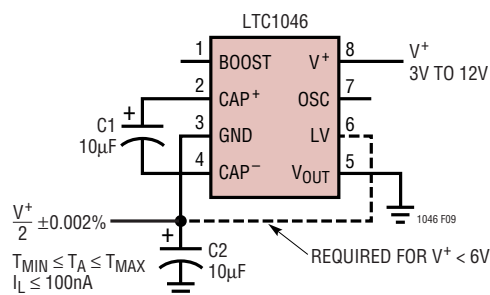 LTC1046
1 BOOST V+ 8
V+
3V TO 12V
2 CAP+ OSC 7
3 GND LV 6
4 CAP− VOUT 5
+
C1
10µF
1046 F09
V+/2 ±0.002%
+
C2
10µF
REQUIRED FOR V+ < 6V
TMIN ≤ TA ≤ TMAX
IL ≤ 100nA